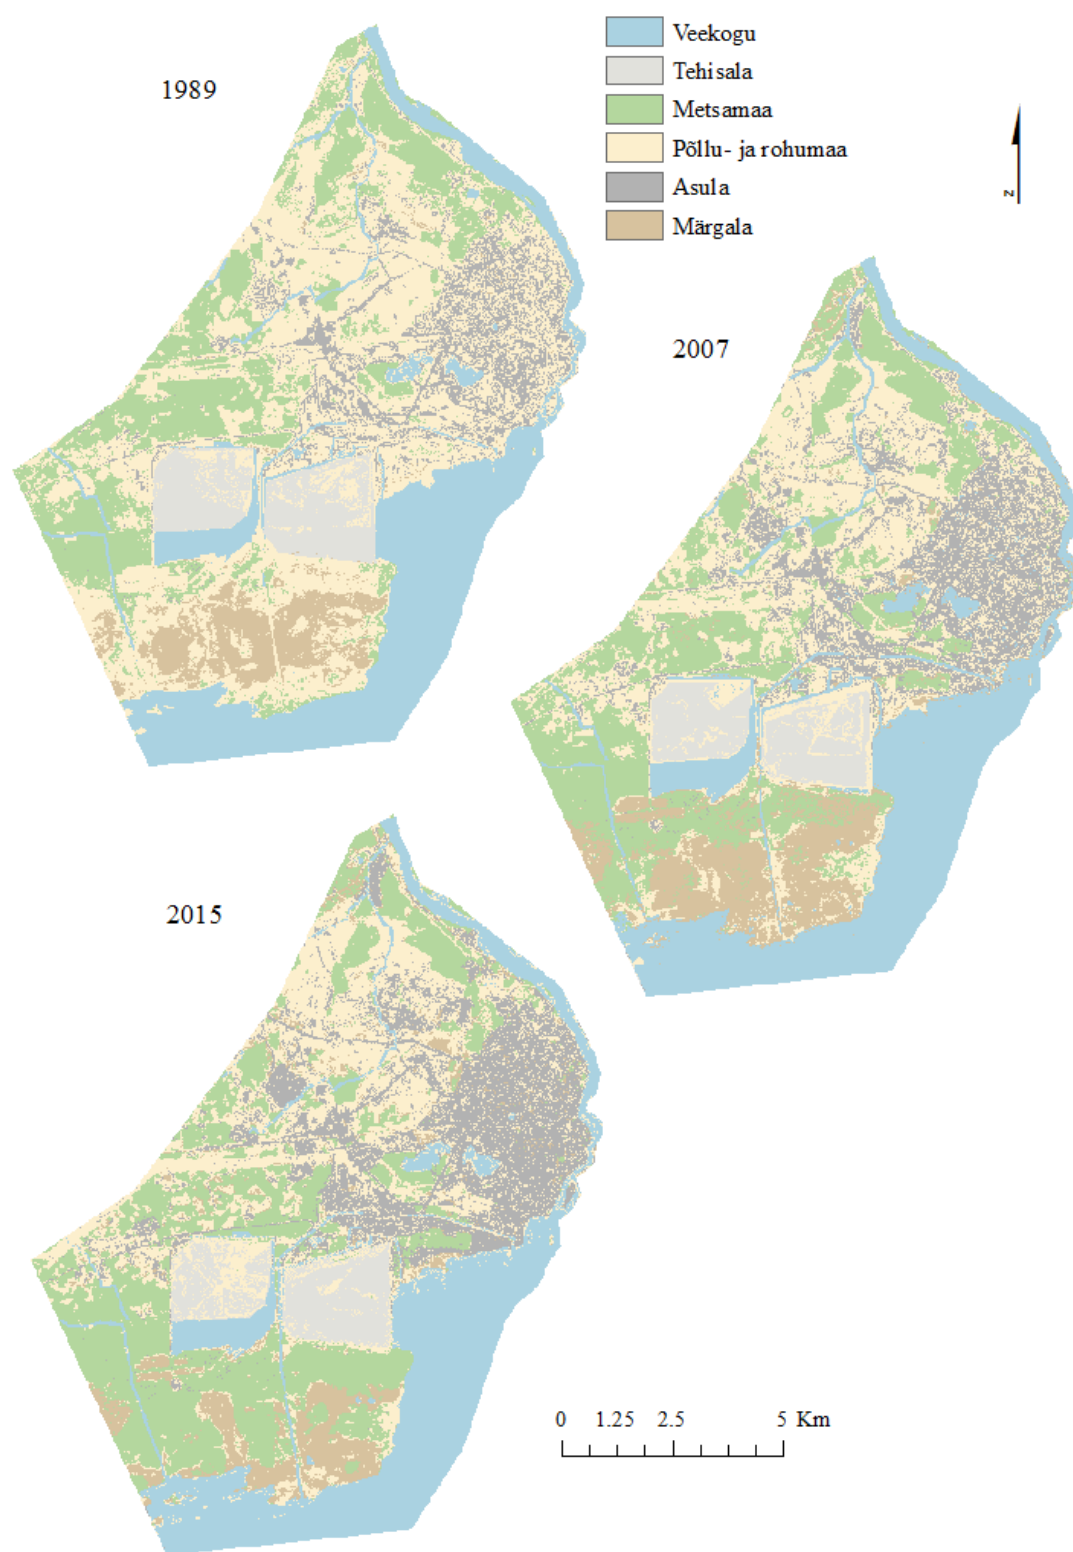 Veekogu
Tehisala
Metsamaa
Põllu- ja rohumaa
Asula
Märgala
1989
N
2007
2015
0 1.25 2.5 5 Km